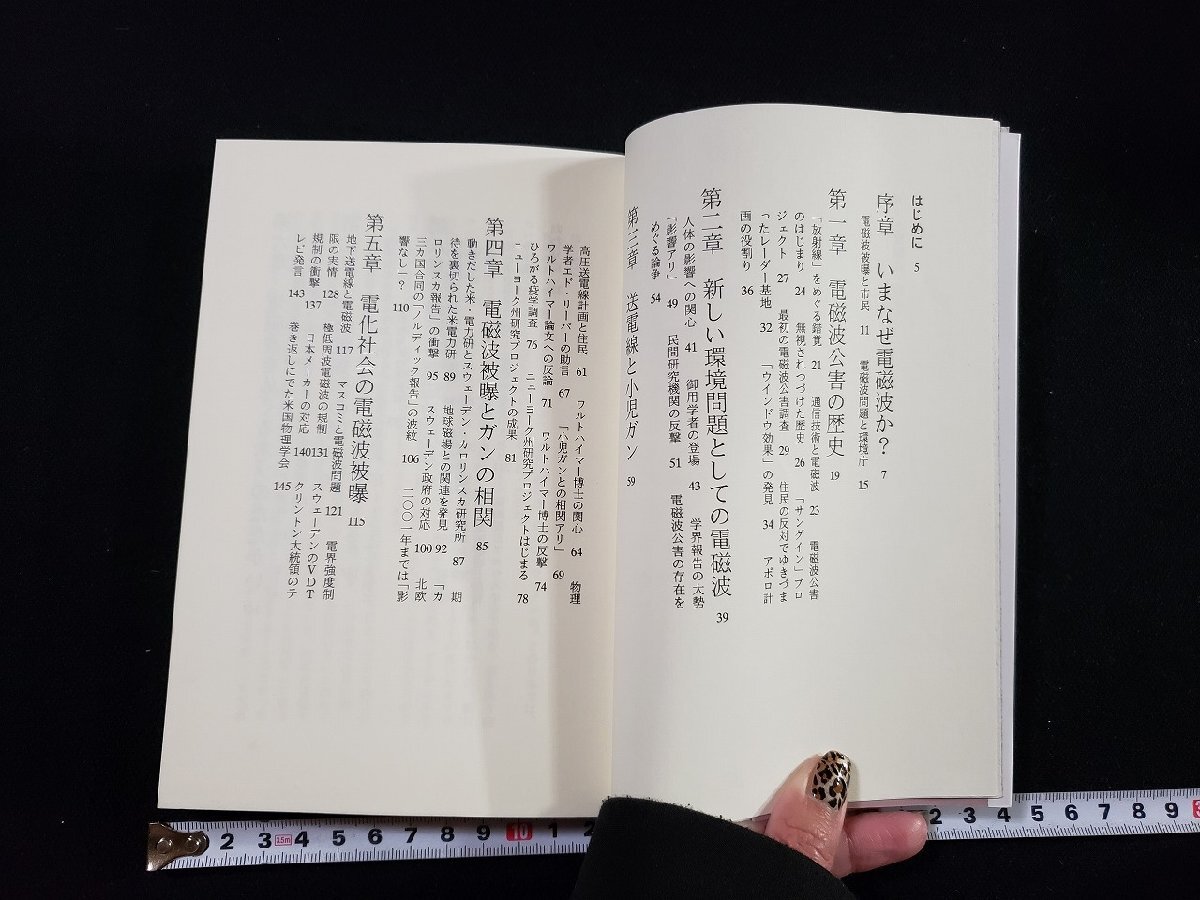 はじめに 5
序章 いまなぜ電磁波か? 7
電磁波被曝と市民 11 電磁波問題と環境庁 15
第一章 電磁波公害の歴史 19
「放射線」をめぐる錯覚 21 通信技術と電磁波 23 電磁波公害
のはじまり 24 無視されつづけた歴史 26 「サングイン」プロ
ジェクト 27 最初の電磁波公害調査 29 住民の反対でゆきづま
ったレーダー基地 32 「ウインドウ効果」の発見 34 アポロ計
画の役割り 36
第二章 新しい環境問題としての電磁波 39
人体の影響への関心 41 御用学者の登場 43 学界報告の大勢
「影響アリ」 49 民間研究機関の反撃 51 電磁波公害の存在を
めぐる論争 54
第三章 送電線と小児ガン 59
高圧送電線計画と住民 61 ワルトハイマー博士の関心 64 物理
学者エド・リーパーの助言 67 「小児ガンとの相関アリ」 69
ワルトハイマー論文への反論 71 ワルトハイマー博士の反撃 74
ひろがる疫学調査 75 ニューヨーク州研究プロジェクトはじまる 78
ニューヨーク州研究プロジェクトの成果 81
第四章 電磁波被曝とガンの相関 85
動きだした米・電力研とスウェーデン・カロリンスカ研究所 87 期
待を裏切られた米電力研 89 地球磁場との関連を発見 92 「カ
ロリンスカ報告」の衝撃 95 スウェーデン政府の対応 100 北欧
三カ国合同の「ノルディック報告」の波紋 106 二〇〇一年までは「影
響なし」? 110
第五章 電化社会の電磁波被曝 115
地下送電線と電磁波 117 マスコミと電磁波問題 121 電界強度制
限の実情 128 極低周波電磁波の規制 131 スウェーデンのVDT
規制の衝撃 137 日本メーカーの対応 140 クリントン大統領のテ
レビ発言 143 巻き返しにでた米国物理学会 145
2 3 15m 4 5 6 7 8 9 10 1 2
2 3 4 5 6 7 8 9